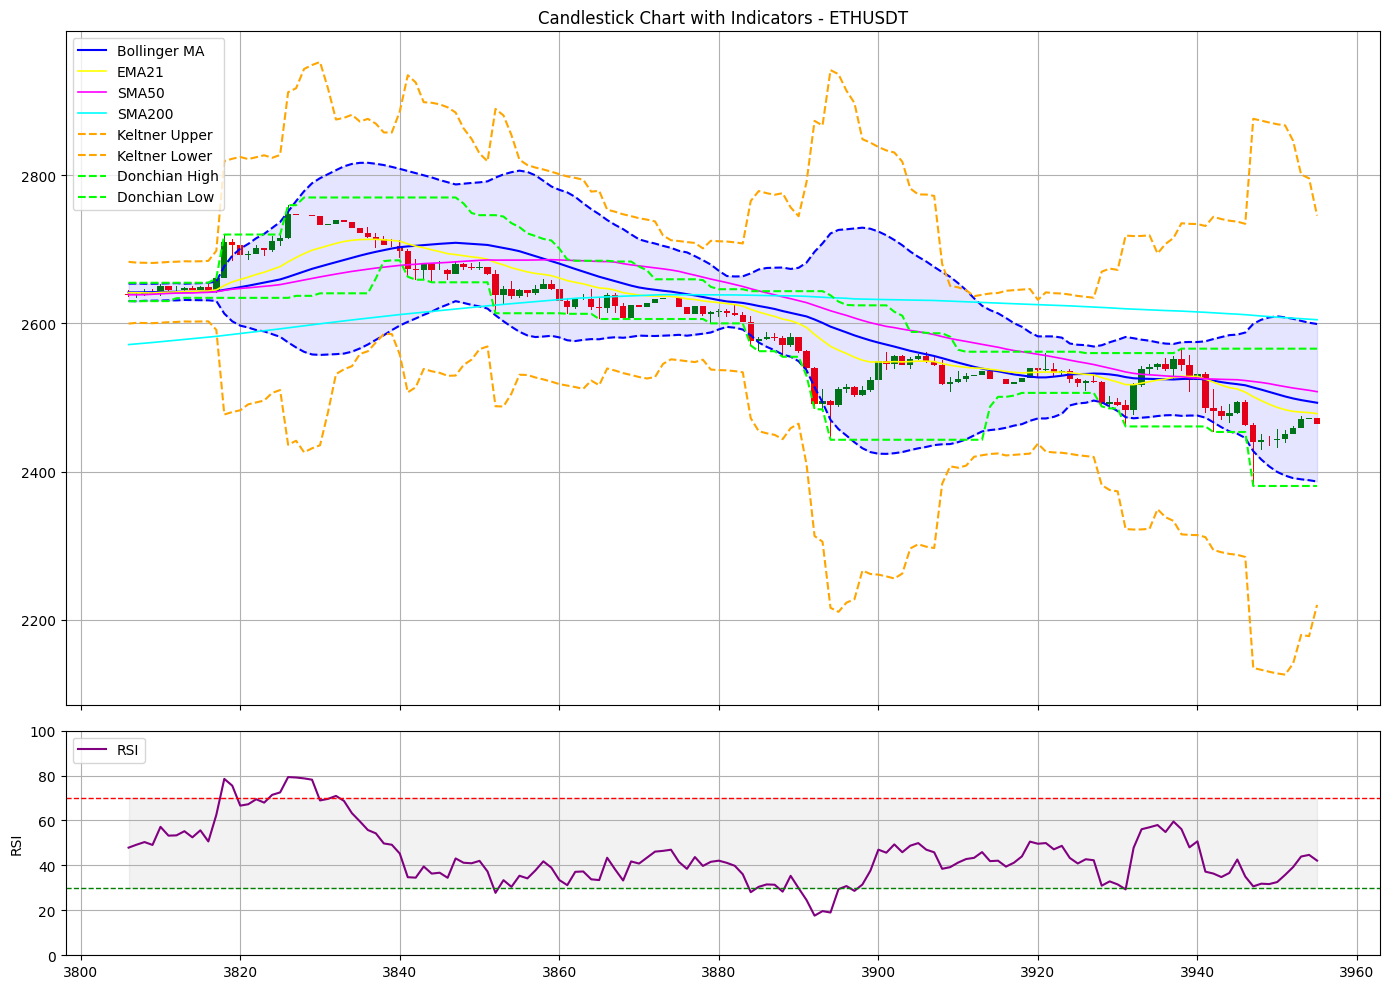 Candlestick Chart with Indicators - ETHUSDT
Bollinger MA
EMA21
SMA50
SMA200
Keltner Upper
Keltner Lower
Donchian High
Donchian Low
2800
2600
2400
2200
RSI
100
80
60
40
20
0
RSI
3800
3820
3840
3860
3880
3900
3920
3940
3960